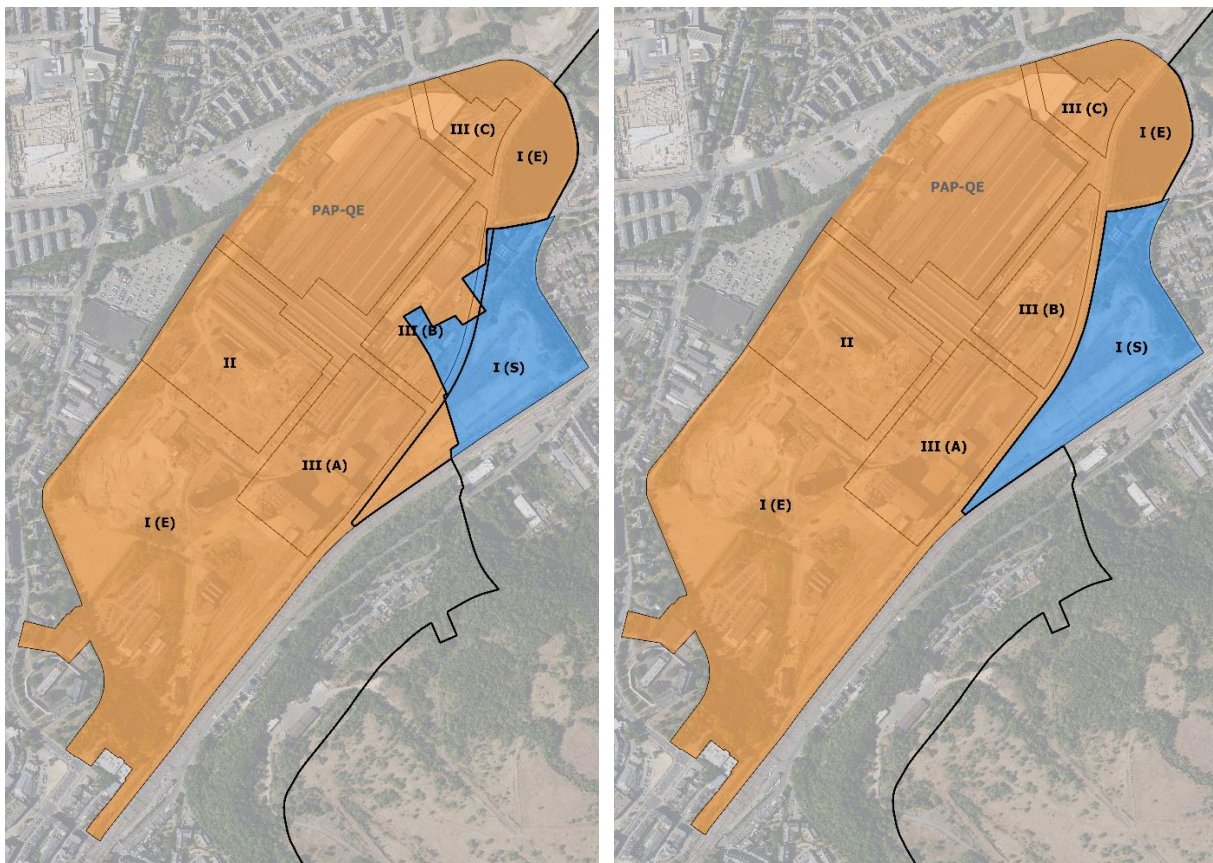 III (C)
I (E)
PAP-QE
III (B)
I (S)
II
III (A)
I (E)
III (C)
I (E)
PAP-QE
III (B)
I (S)
II
III (A)
I (E)